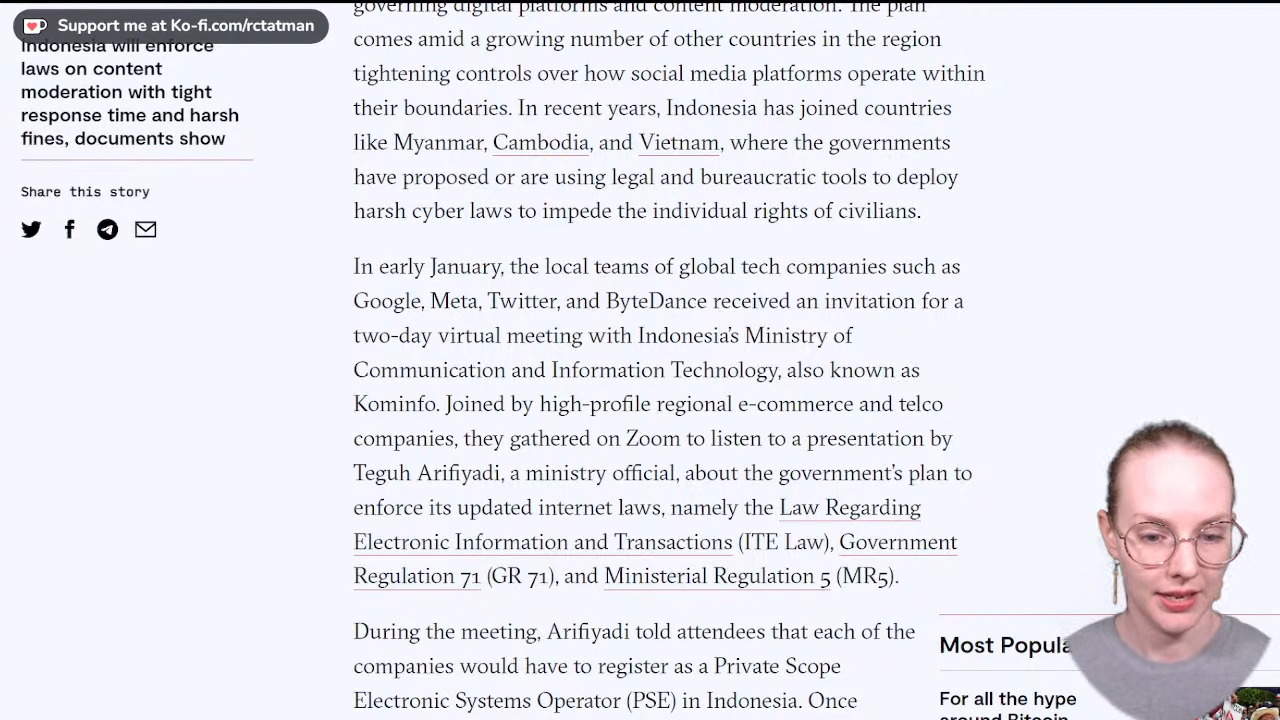 Support me at Ko-fi.com/rctatman
Indonesia will enforce
laws on content
moderation with tight
response time and harsh
fines, documents show
Share this story
governing digital platforms and content moderation. The plan
comes amid a growing number of other countries in the region
tightening controls over how social media platforms operate within
their boundaries. In recent years, Indonesia has joined countries
like Myanmar, Cambodia, and Vietnam, where the governments
have proposed or are using legal and bureaucratic tools to deploy
harsh cyber laws to impede the individual rights of civilians.
In early January, the local teams of global tech companies such as
Google, Meta, Twitter, and ByteDance received an invitation for a
two-day virtual meeting with Indonesia’s Ministry of
Communication and Information Technology, also known as
Kominfo. Joined by high-profile regional e-commerce and telco
companies, they gathered on Zoom to listen to a presentation by
Teguh Arifiyadi, a ministry official, about the government’s plan to
enforce its updated internet laws, namely the Law Regarding
Electronic Information and Transactions (ITE Law), Government
Regulation 71 (GR 71), and Ministerial Regulation 5 (MR5).
During the meeting, Arifiyadi told attendees that each of the
companies would have to register as a Private Scope
Electronic Systems Operator (PSE) in Indonesia. Once
Most Popula
For all the hype
around Bitcoin